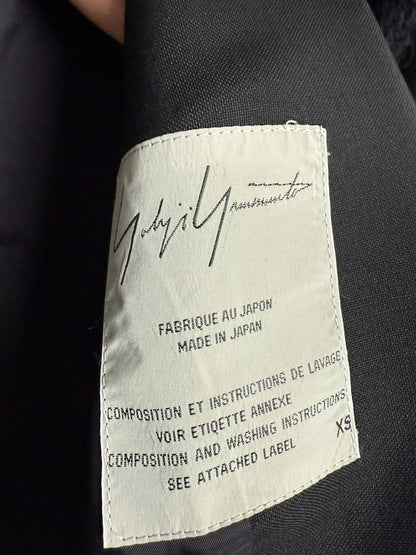 Yohji Yamamoto
FABRIQUE AU JAPON
MADE IN JAPAN
COMPOSITION ET INSTRUCTIONS DE LAVAGE
VOIR ETIQETTE ANNEXE
COMPOSITION AND WASHING INSTRUCTIONS
SEE ATTACHED LABEL
XS